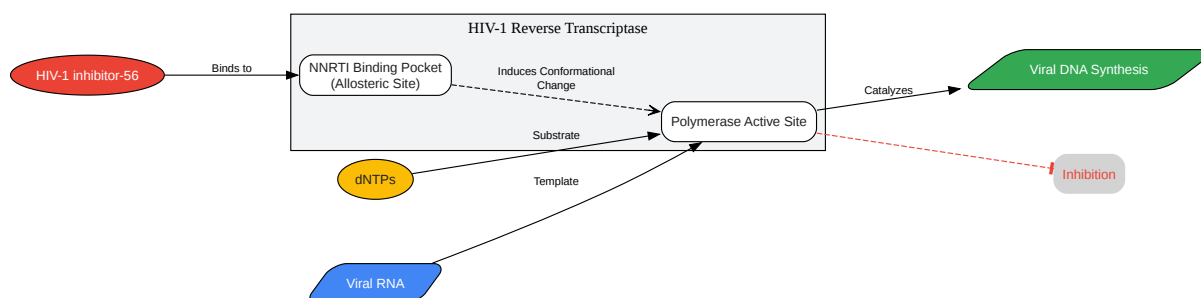 HIV-1 Reverse Transcriptase
HIV-1 inhibitor-56
Binds to
NNRTI Binding Pocket
(Allosteric Site)
Induces Conformational
Change
Polymerase Active Site
Catalyzes
Viral DNA Synthesis
Substrate
dNTPs
Template
Inhibition
Viral RNA